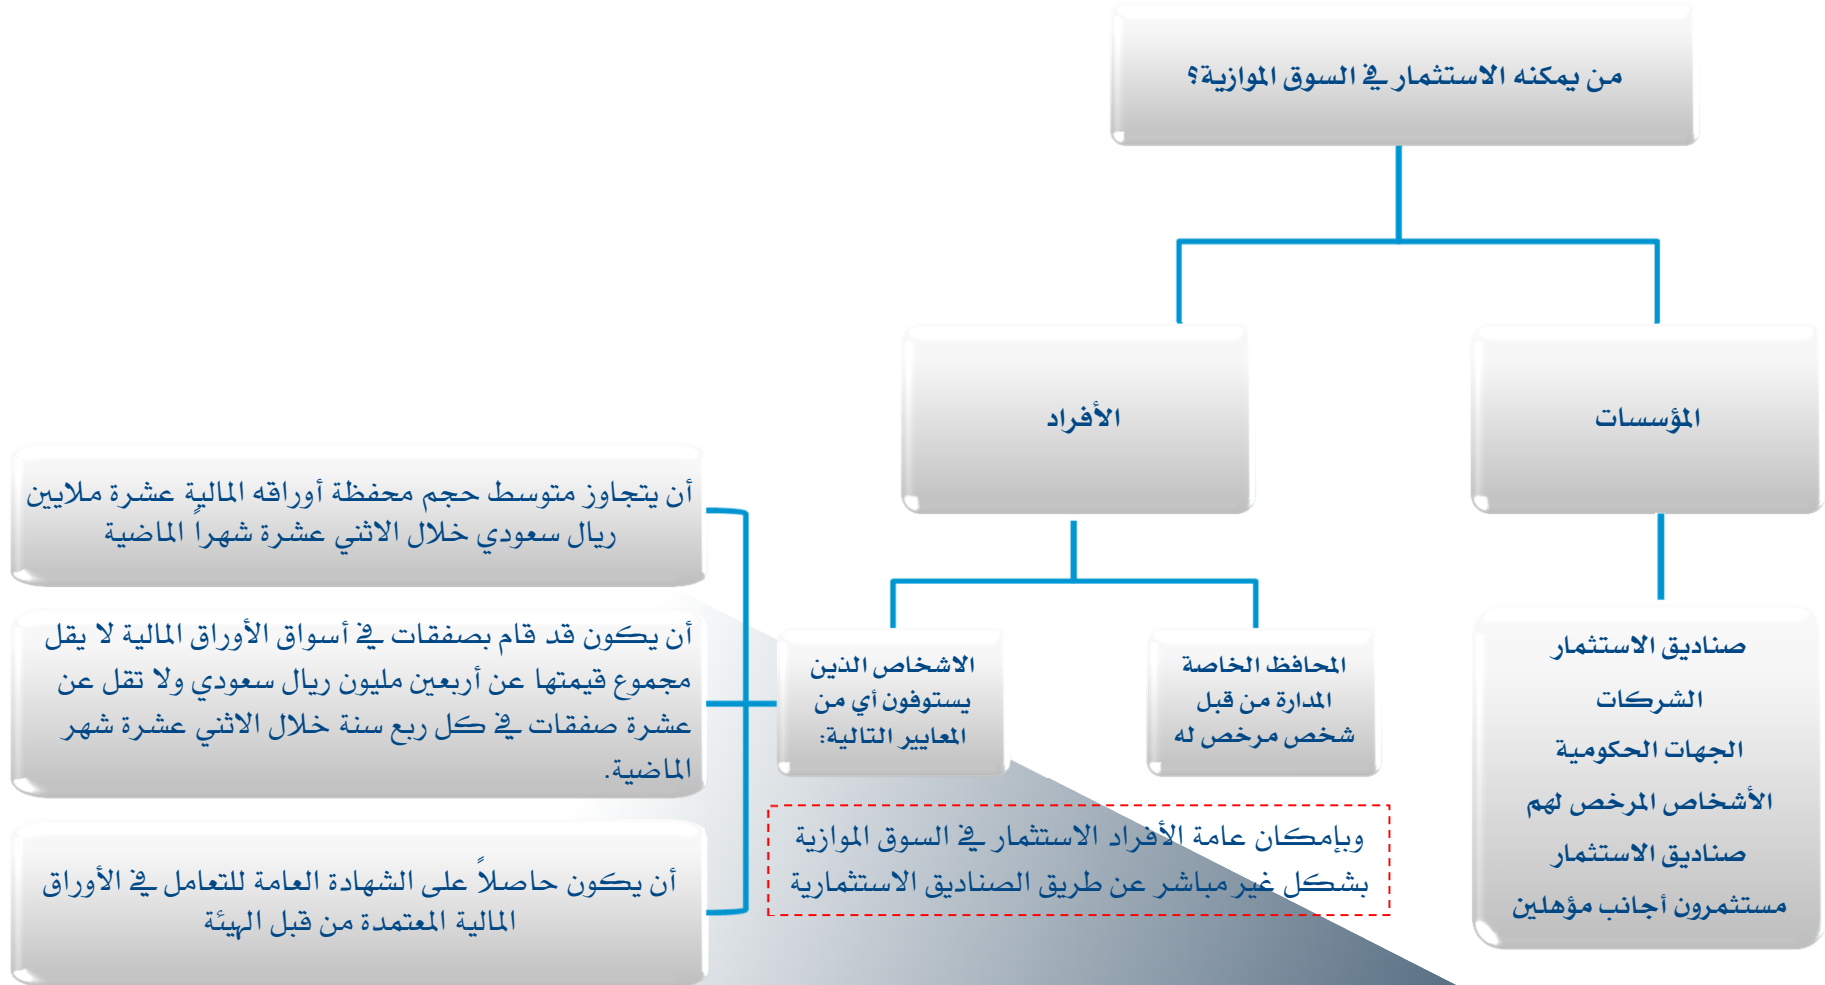 من يمكنه الاستثمار في السوق الموازية؟
المؤسسات
الأفراد
صناديق الاستثمار
الشركات
الجهات الحكومية
الأشخاص المرخص لهم
صناديق الاستثمار
مستثمرون أجانب مؤهلين
المحافظ الخاصة
المدارة من قبل
شخص مرخص له
الاشخاص الذين
يستوفون أي من
المعايير التالية:
أن يتجاوز متوسط حجم محفظة أوراقه المالية عشرة ملايين
ريال سعودي خلال الاثني عشرة شهراً الماضية
أن يكون قد قام بصفقات في أسواق الأوراق المالية لا يقل
مجموع قيمتها عن أربعين مليون ريال سعودي ولا تقل عن
عشرة صفقات في كل ربع سنة خلال الاثني عشرة شهر
الماضية.
أن يكون حاصلاً على الشهادة العامة للتعامل في الأوراق
المالية المعتمدة من قبل الهيئة
وبإمكان عامة الأفراد الاستثمار في السوق الموازية
بشكل غير مباشر عن طريق الصناديق الاستثمارية